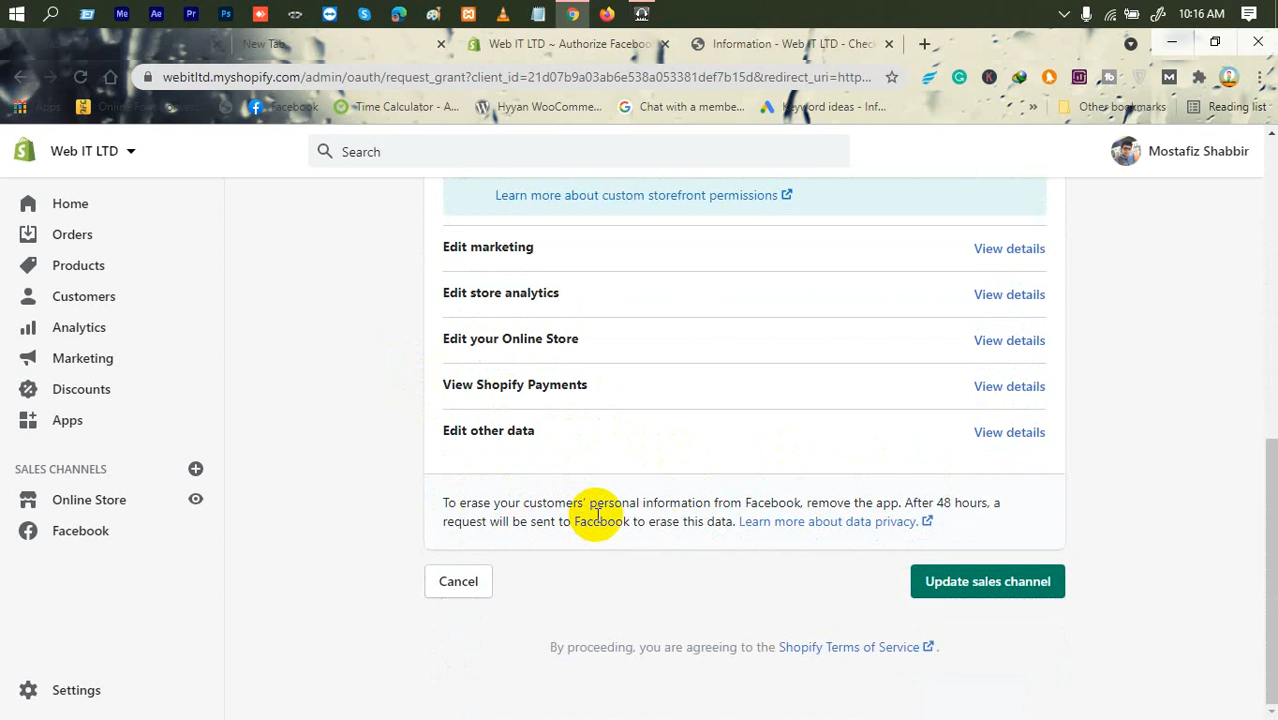 10:16 AM
New Tab
Web IT LTD ~ Authorize Faceboo
Information - Web IT LTD - Chec
webitltd.myshopify.com/admin/oauth/request_grant?client_id=21d07b9a03ab6e538a053381def7b15d&redirect_uri=http...
Apps
Facebook
Time Calculator - A...
Hyyan WooComme...
Chat with a membe...
Keyword ideas - Inf...
Other bookmarks
Reading list
Web IT LTD
Search
Mostafiz Shabbir
Home
Orders
Products
Customers
Analytics
Marketing
Discounts
Apps
SALES CHANNELS
Online Store
Facebook
Settings
Learn more about custom storefront permissions
Edit marketing
View details
Edit store analytics
View details
Edit your Online Store
View details
View Shopify Payments
View details
Edit other data
View details
To erase your customers' personal information from Facebook, remove the app. After 48 hours, a
request will be sent to Facebook to erase this data. Learn more about data privacy.
Cancel
Update sales channel
By proceeding, you are agreeing to the Shopify Terms of Service.